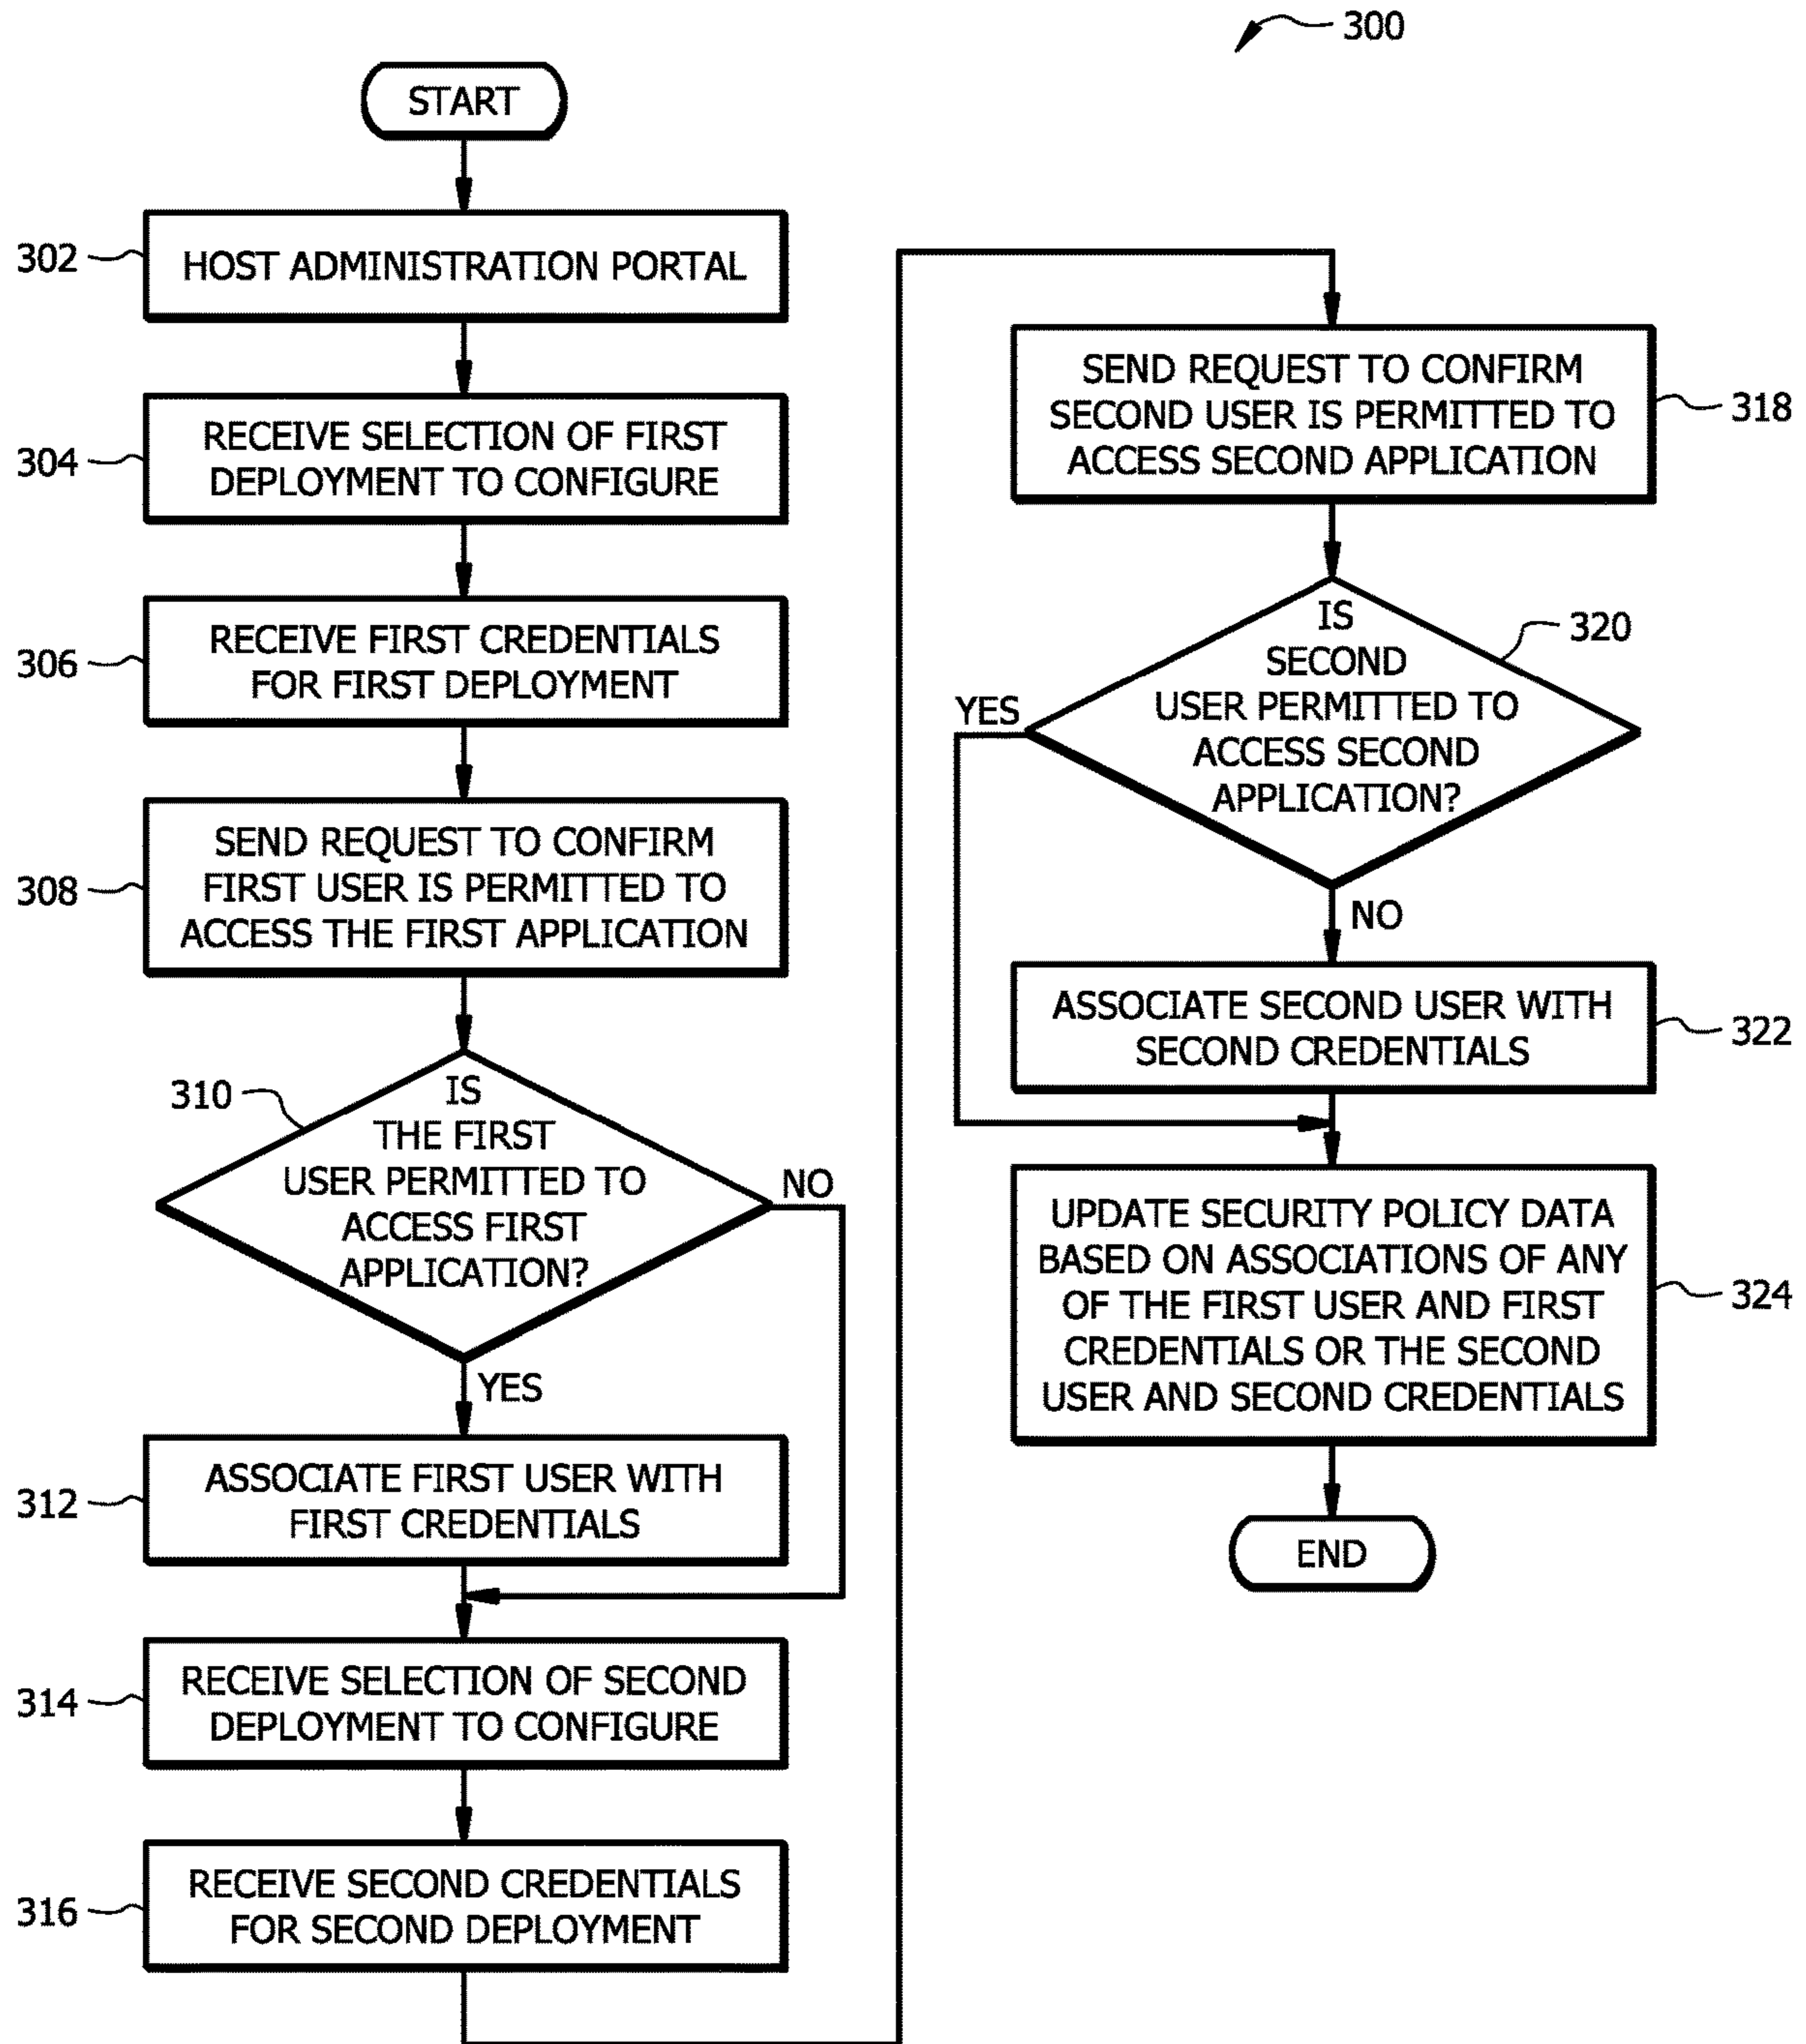 300
START
302
HOST ADMINISTRATION PORTAL
304
RECEIVE SELECTION OF FIRST
DEPLOYMENT TO CONFIGURE
306
RECEIVE FIRST CREDENTIALS
FOR FIRST DEPLOYMENT
308
SEND REQUEST TO CONFIRM
FIRST USER IS PERMITTED TO
ACCESS THE FIRST APPLICATION
310
IS
THE FIRST
USER PERMITTED TO
ACCESS FIRST
APPLICATION?
NO
YES
312
ASSOCIATE FIRST USER WITH
FIRST CREDENTIALS
314
RECEIVE SELECTION OF SECOND
DEPLOYMENT TO CONFIGURE
316
RECEIVE SECOND CREDENTIALS
FOR SECOND DEPLOYMENT
SEND REQUEST TO CONFIRM
SECOND USER IS PERMITTED TO
ACCESS SECOND APPLICATION
318
IS
SECOND
USER PERMITTED TO
ACCESS SECOND
APPLICATION?
320
YES
NO
ASSOCIATE SECOND USER WITH
SECOND CREDENTIALS
322
UPDATE SECURITY POLICY DATA
BASED ON ASSOCIATIONS OF ANY
OF THE FIRST USER AND FIRST
CREDENTIALS OR THE SECOND
USER AND SECOND CREDENTIALS
324
END